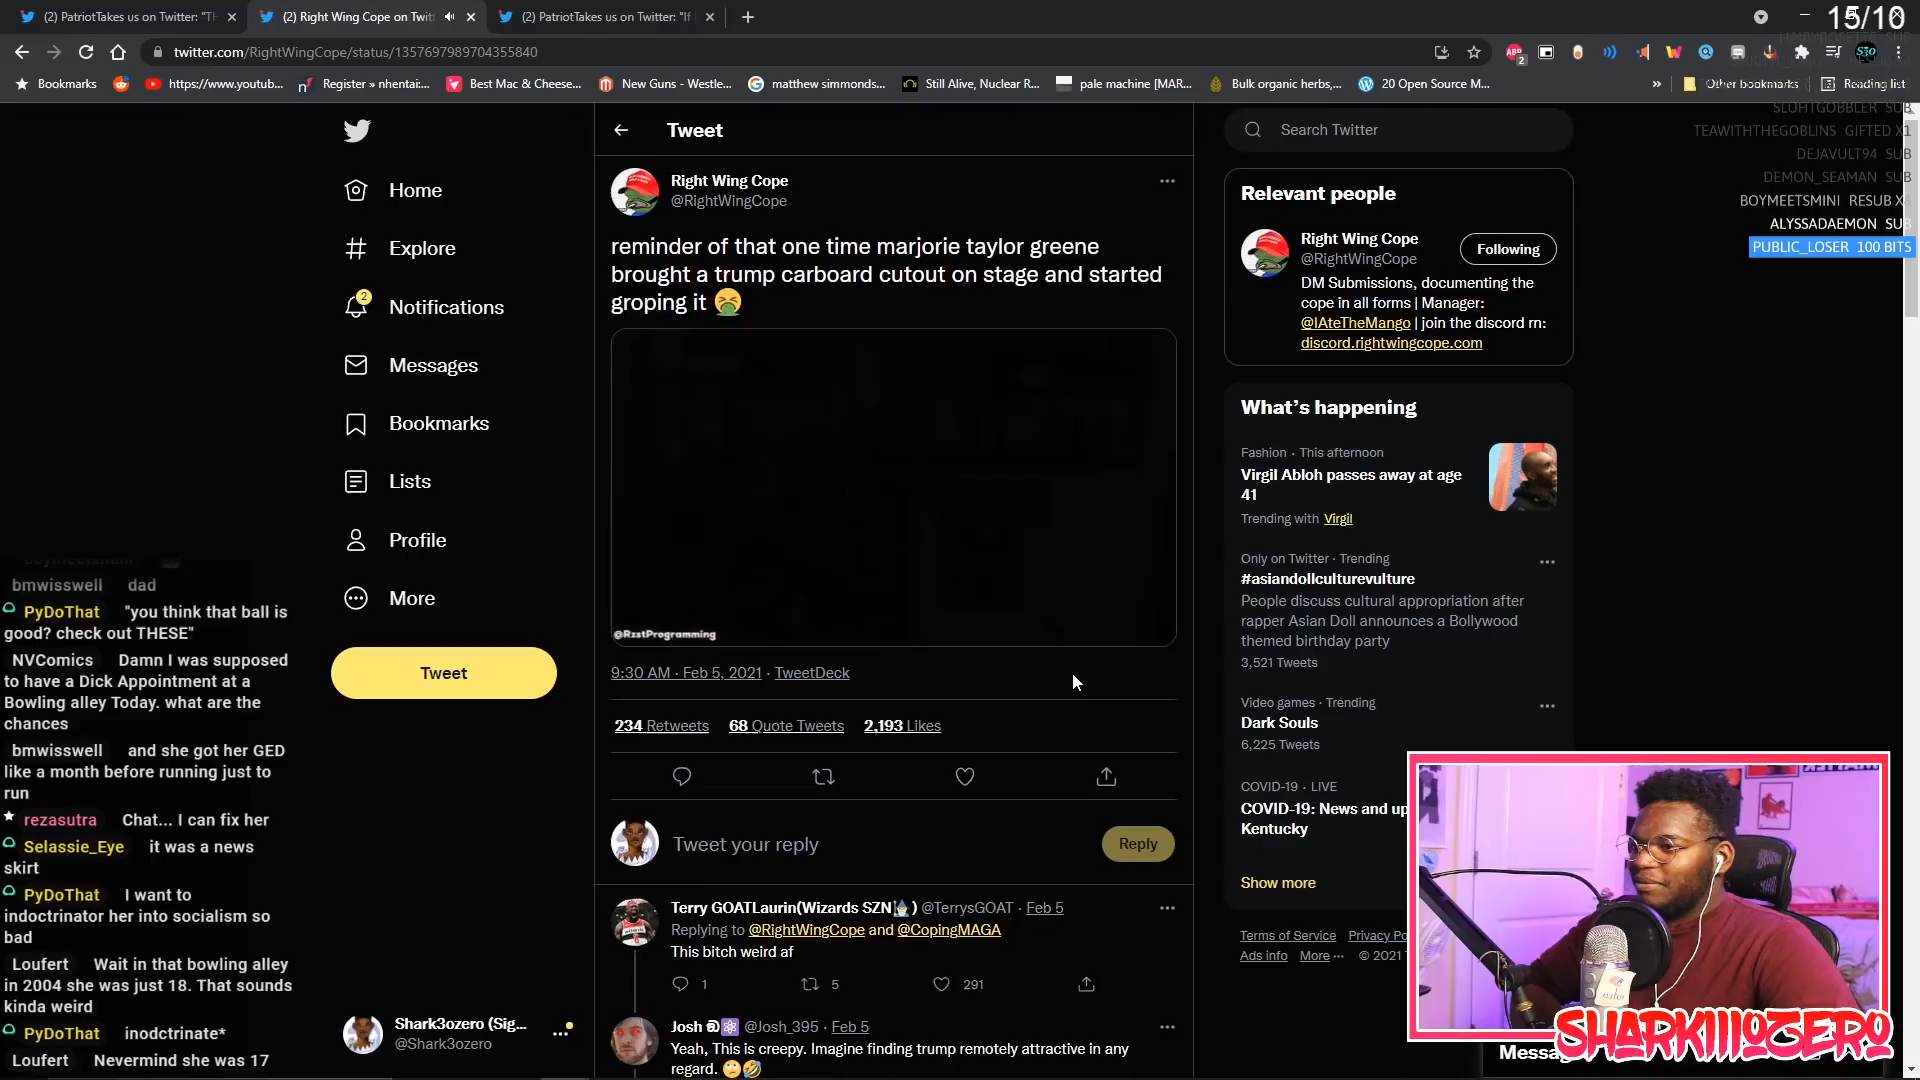 (2) PatriotTakes us on Twitter: "Th
(2) Right Wing Cope on Twitt
(2) PatriotTakes us on Twitter: "If
15/10
twitter.com/RightWingCope/status/1357697989704355840
Bookmarks
https://www.youtub...
Register » nhentai:...
Best Mac & Cheese...
New Guns - Westle...
matthew simmonds...
Still Alive, Nuclear R...
pale machine [MAR...
Bulk organic herbs,...
20 Open Source M...
Other bookmarks
Reading list
SLOHTGOBBLER SUB
TEAWITHTHEGOBLINS GIFTED X1
DEJAVULT94 SUB
DEMON_SEAMAN SUB
BOYMEETSMINI RESUB X
ALYSSADAEMON SUB
PUBLIC_LOSER 100 BITS
Home
Explore
2
Notifications
Messages
Bookmarks
Lists
Profile
More
Tweet
Shark3ozero (Sig...
@Shark3ozero
Tweet
Right Wing Cope
@RightWingCope
reminder of that one time marjorie taylor greene
brought a trump carboard cutout on stage and started
groping it 🤮
@RzstProgramming
9:30 AM · Feb 5, 2021 · TweetDeck
234 Retweets 68 Quote Tweets 2,193 Likes
Tweet your reply
Reply
Terry GOATLaurin(Wizards SZN🧙‍♂️) @TerrysGOAT · Feb 5
Replying to @RightWingCope and @CopingMAGA
This bitch weird af
1 5 291
Josh @Josh_395 · Feb 5
Yeah, This is creepy. Imagine finding trump remotely attractive in any
regard. 🙄🤣
Search Twitter
Relevant people
Right Wing Cope
@RightWingCope
Following
DM Submissions, documenting the
cope in all forms | Manager:
@IAteTheMango | join the discord rn:
discord.rightwingcope.com
What's happening
Fashion · This afternoon
Virgil Abloh passes away at age
41
Trending with Virgil
Only on Twitter · Trending
#asiandollculturevulture
People discuss cultural appropriation after
rapper Asian Doll announces a Bollywood
themed birthday party
3,521 Tweets
Video games · Trending
Dark Souls
6,225 Tweets
COVID-19 · LIVE
COVID-19: News and up
Kentucky
Show more
Terms of Service Privacy Po
Ads info More ··· © 2021 T
Messag
SHARKIIIOZERO
bmwisswell dad
PyDoThat "you think that ball is
good? check out THESE"
NVComics Damn I was supposed
to have a Dick Appointment at a
Bowling alley Today. what are the
chances
bmwisswell and she got her GED
like a month before running just to
run
rezasutra Chat... I can fix her
Selassie_Eye it was a news
skirt
PyDoThat I want to
indoctrinator her into socialism so
bad
Loufert Wait in that bowling alley
in 2004 she was just 18. That sounds
kinda weird
PyDoThat inodctrinate*
Loufert Nevermind she was 17